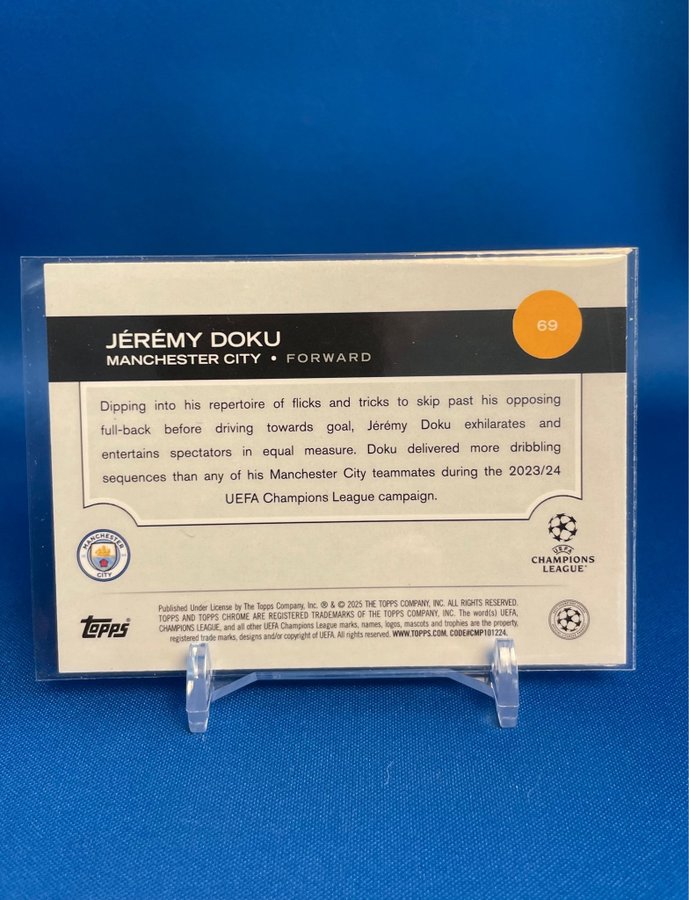 69
JÉRÉMY DOKU
MANCHESTER CITY • FORWARD
Dipping into his repertoire of flicks and tricks to skip past his opposing
full-back before driving towards goal, Jérémy Doku exhilarates and
entertains spectators in equal measure. Doku delivered more dribbling
sequences than any of his Manchester City teammates during the 2023/24
UEFA Champions League campaign.
MANCHESTER
CITY
UEFA
CHAMPIONS
LEAGUE
topps
Published Under License by The Topps Company, Inc. ® & © 2025 THE TOPPS COMPANY, INC. ALL RIGHTS RESERVED.
TOPPS AND TOPPS CHROME ARE REGISTERED TRADEMARKS OF THE TOPPS COMPANY, INC. The word(s) UEFA,
CHAMPIONS LEAGUE, and all other UEFA Champions League marks, names, logos, mascots and trophies are the property,
registered trade marks, designs and/or copyright of UEFA. All rights reserved. WWW.TOPPS.COM. CODE#CMP101224.